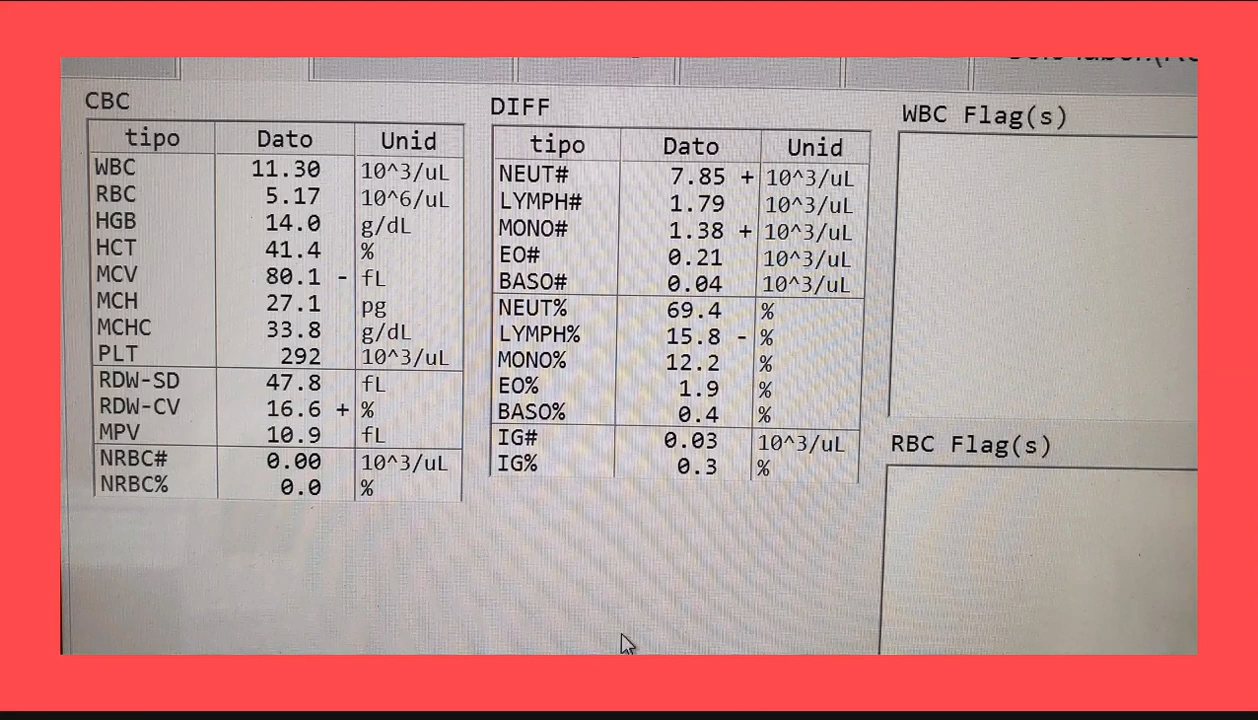 CBC
tipo Dato Unid
WBC 11.30 10^3/uL
RBC 5.17 10^6/uL
HGB 14.0 g/dL
HCT 41.4 %
MCV 80.1 - fL
MCH 27.1 pg
MCHC 33.8 g/dL
PLT 292 10^3/uL
RDW-SD 47.8 fL
RDW-CV 16.6 + %
MPV 10.9 fL
NRBC# 0.00 10^3/uL
NRBC% 0.0 %
DIFF
tipo Dato Unid
NEUT# 7.85 + 10^3/uL
LYMPH# 1.79 10^3/uL
MONO# 1.38 + 10^3/uL
EO# 0.21 10^3/uL
BASO# 0.04 10^3/uL
NEUT% 69.4 %
LYMPH% 15.8 - %
MONO% 12.2 %
EO% 1.9 %
BASO% 0.4 %
IG# 0.03 10^3/uL
IG% 0.3 %
WBC Flag(s)
RBC Flag(s)